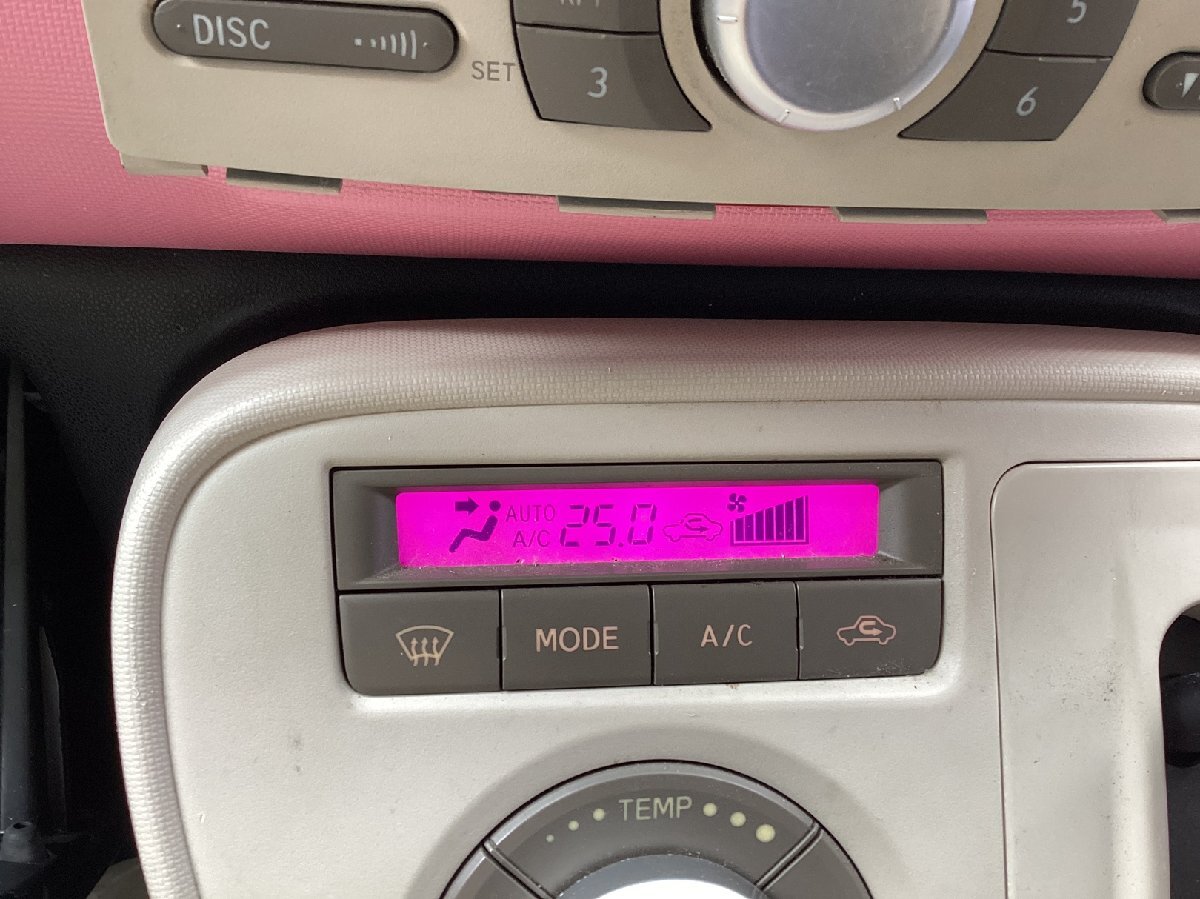 DISC
SET
3
5
6
AUTO
A/C
25.0
MODE
A/C
TEMP